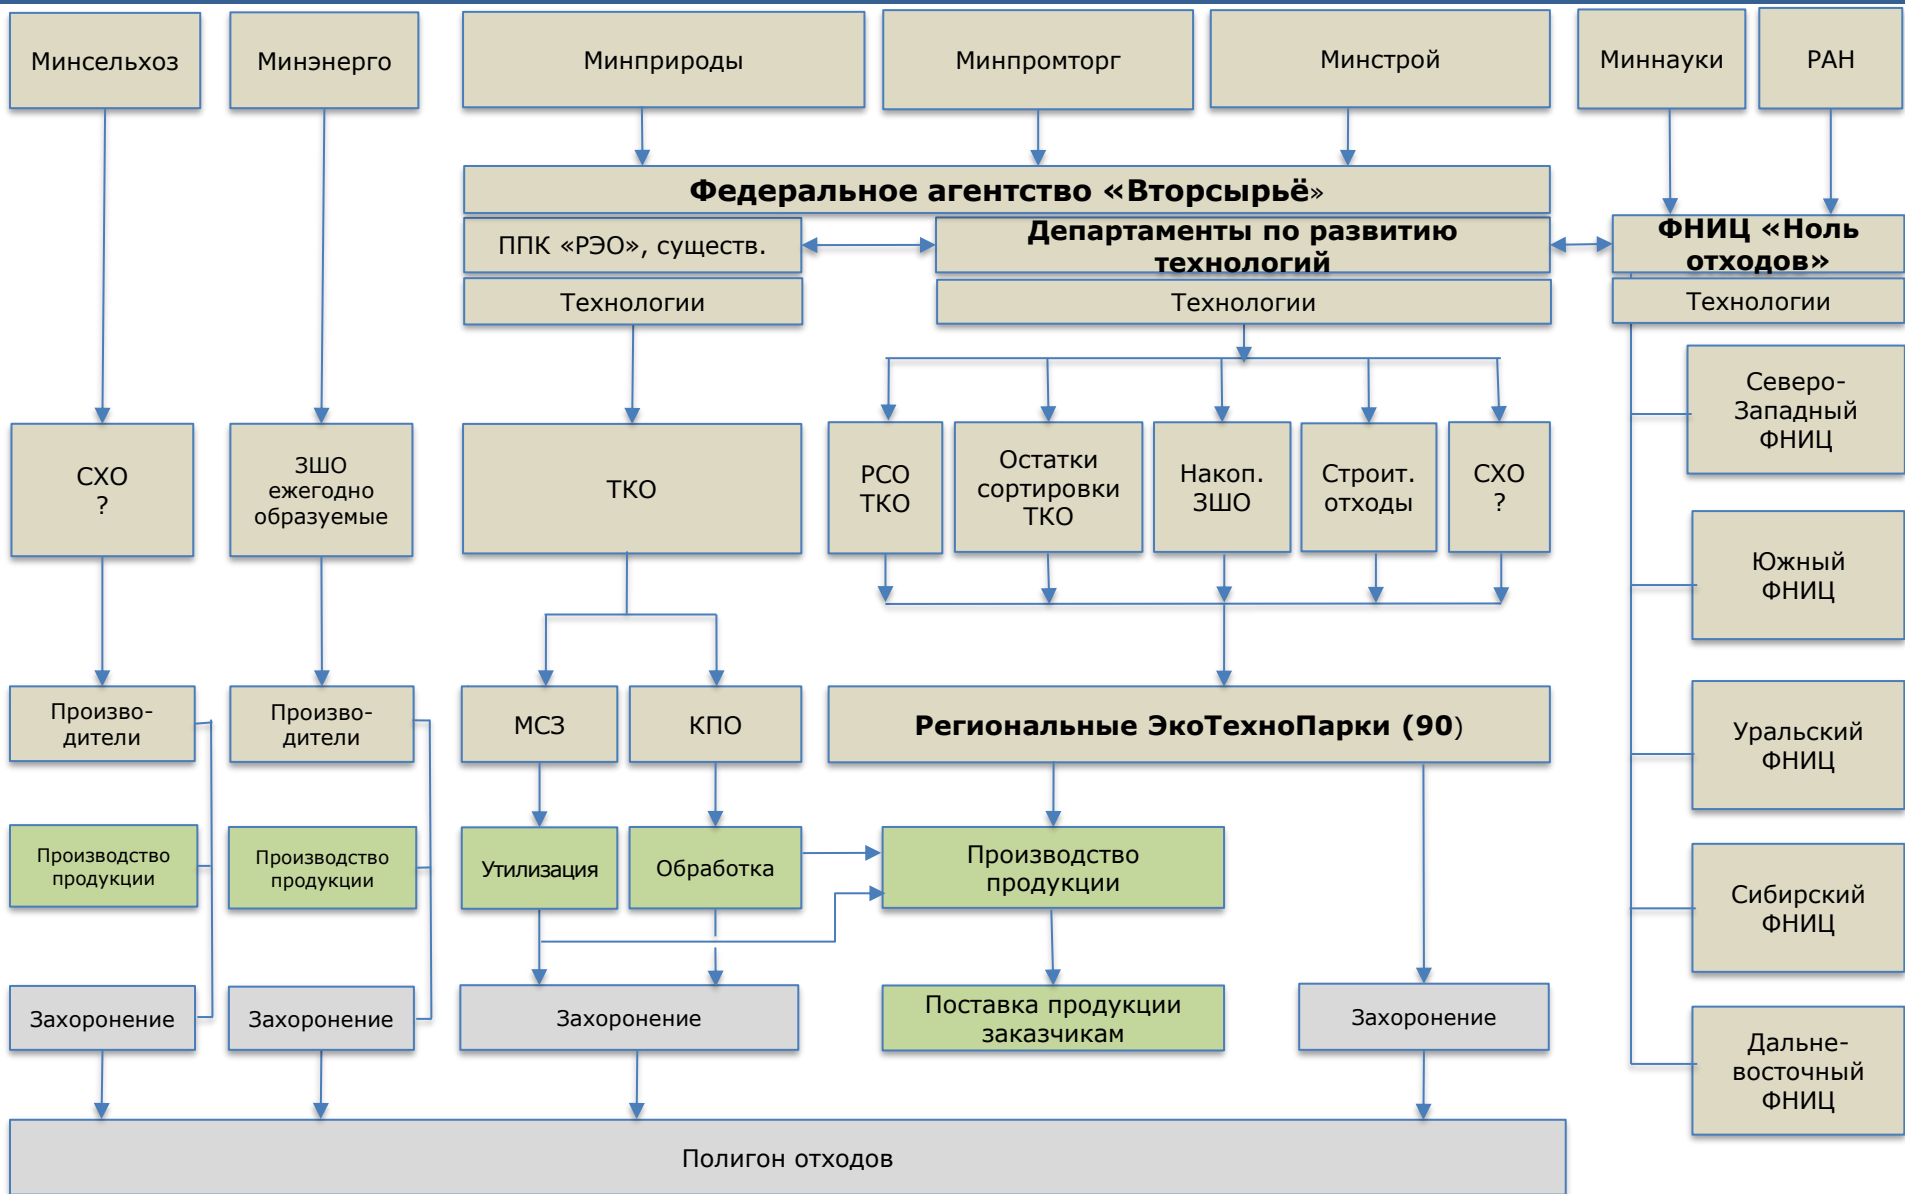 Минсельхоз
Минэнерго
Минприроды
Минпромторг
Минстрой
Миннауки
РАН
Федеральное агентство «Вторсырьё»
ППК «РЭО», существ.
Департаменты по развитию
технологий
ФНИЦ «Ноль
отходов»
Технологии
Технологии
Технологии
СХО
?
ЗШО
ежегодно
образуемые
ТКО
РСО
ТКО
Остатки
сортировки
ТКО
Накоп.
ЗШО
Строит.
отходы
СХО
?
Северо-
Западный
ФНИЦ
Южный
ФНИЦ
Произво-
дители
Произво-
дители
МСЗ
КПО
Региональные ЭкоТехноПарки (90)
Уральский
ФНИЦ
Производство
продукции
Производство
продукции
Утилизация
Обработка
Производство
продукции
Сибирский
ФНИЦ
Захоронение
Захоронение
Захоронение
Поставка продукции
заказчикам
Захоронение
Дальне-
восточный
ФНИЦ
Полигон отходов